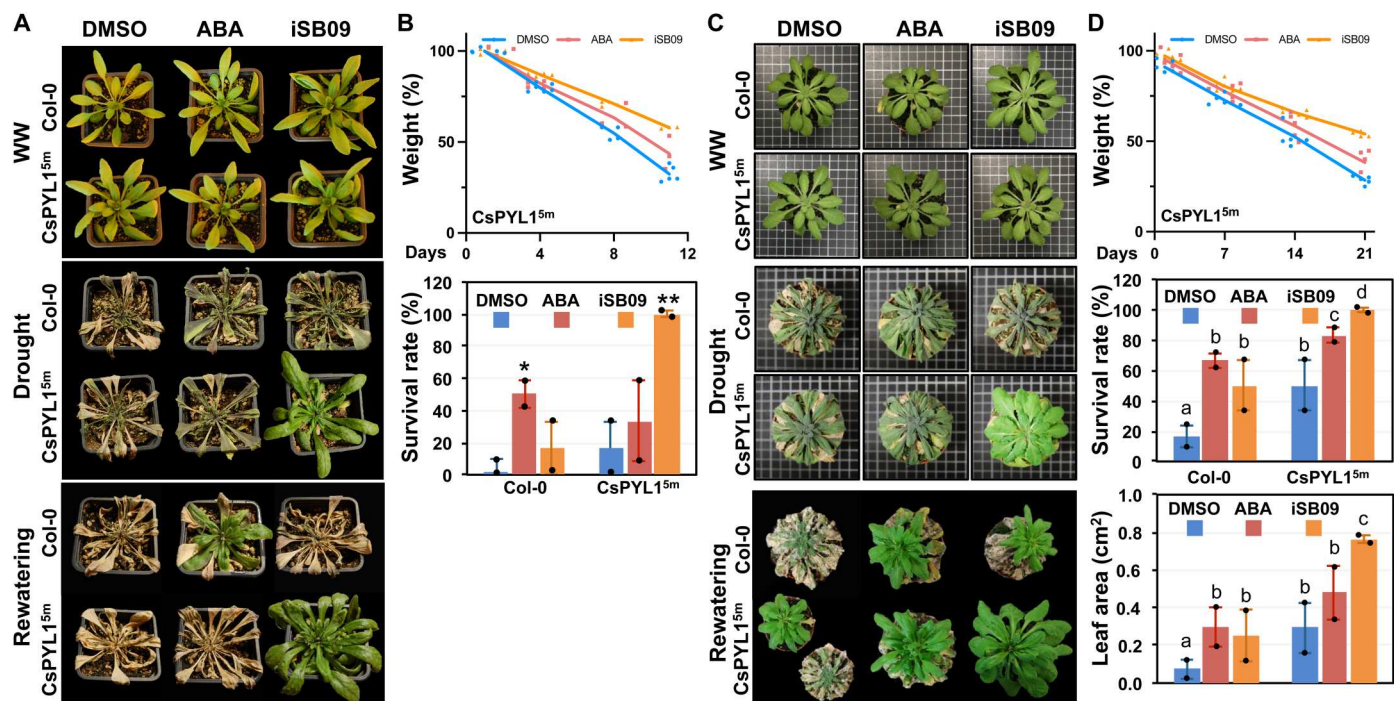 A
DMSO ABA iSB09
WW
Col-0
CsPYL1⁵ᵐ
Drought
Col-0
CsPYL1⁵ᵐ
Rewatering
Col-0
CsPYL1⁵ᵐ
B
DMSO ABA iSB09
Weight (%)
100
50
0
CsPYL1⁵ᵐ
Days 0 4 8 12
Survival rate (%)
120
100
80
60
40
20
0
DMSO ABA iSB09
* **
Col-0 CsPYL1⁵ᵐ
C
DMSO ABA iSB09
WW
Col-0
CsPYL1⁵ᵐ
Drought
Col-0
CsPYL1⁵ᵐ
Rewatering
Col-0
CsPYL1⁵ᵐ
D
DMSO ABA iSB09
Weight (%)
100
50
0
CsPYL1⁵ᵐ
Days 0 7 14 21
Survival rate (%)
120
100
80
60
40
20
0
DMSO ABA iSB09
a b b b c d
Col-0 CsPYL1⁵ᵐ
Leaf area (cm²)
1.0
0.8
0.6
0.4
0.2
0.0
DMSO ABA iSB09
a b b b b c